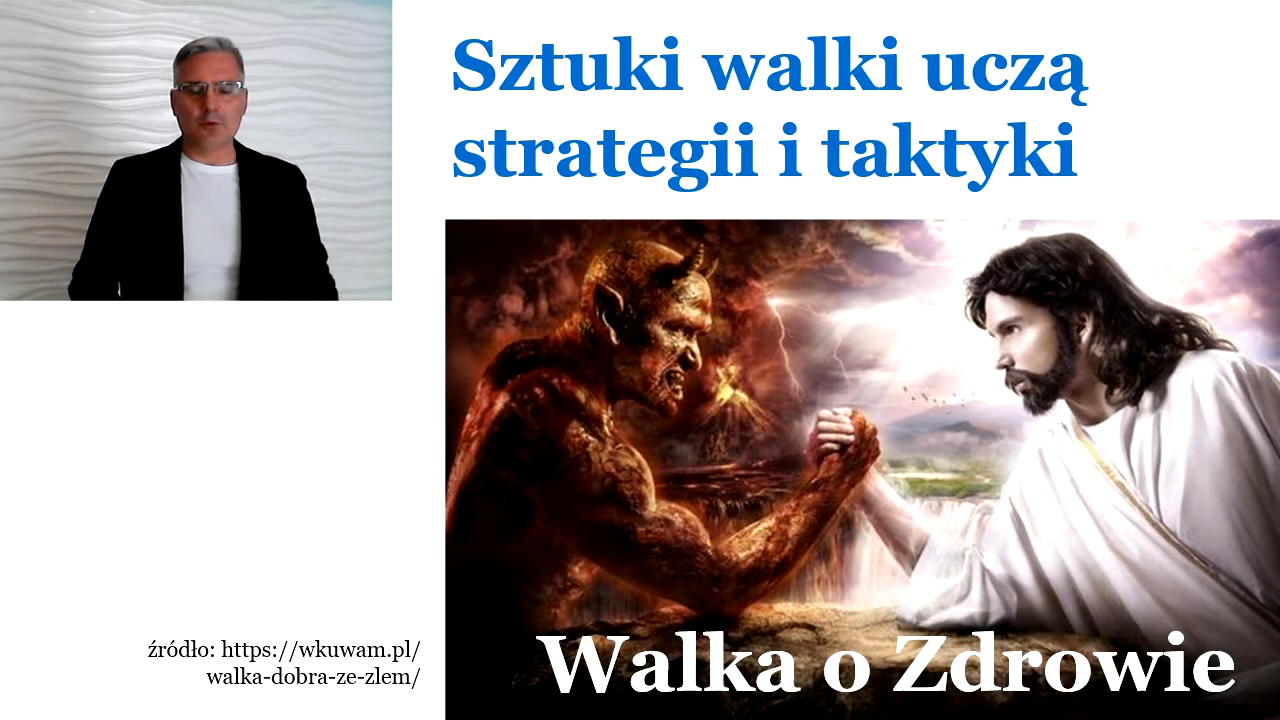 Sztuki walki uczą
strategii i taktyki
Walka o Zdrowie
źródło: https://wkuwam.pl/
walka-dobra-ze-zlem/